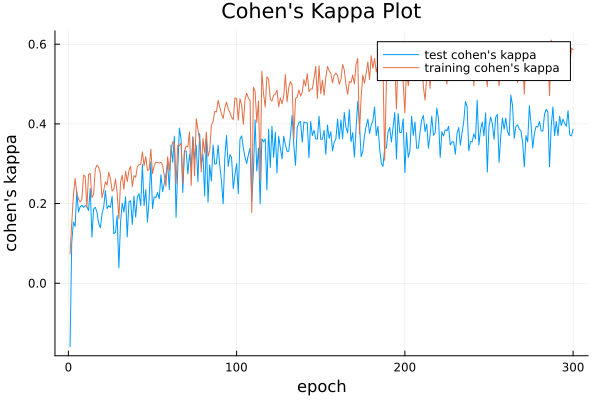 Cohen's Kappa Plot
test cohen's kappa
training cohen's kappa
cohen's kappa
0.6
0.4
0.2
0.0
0
100
200
300
epoch